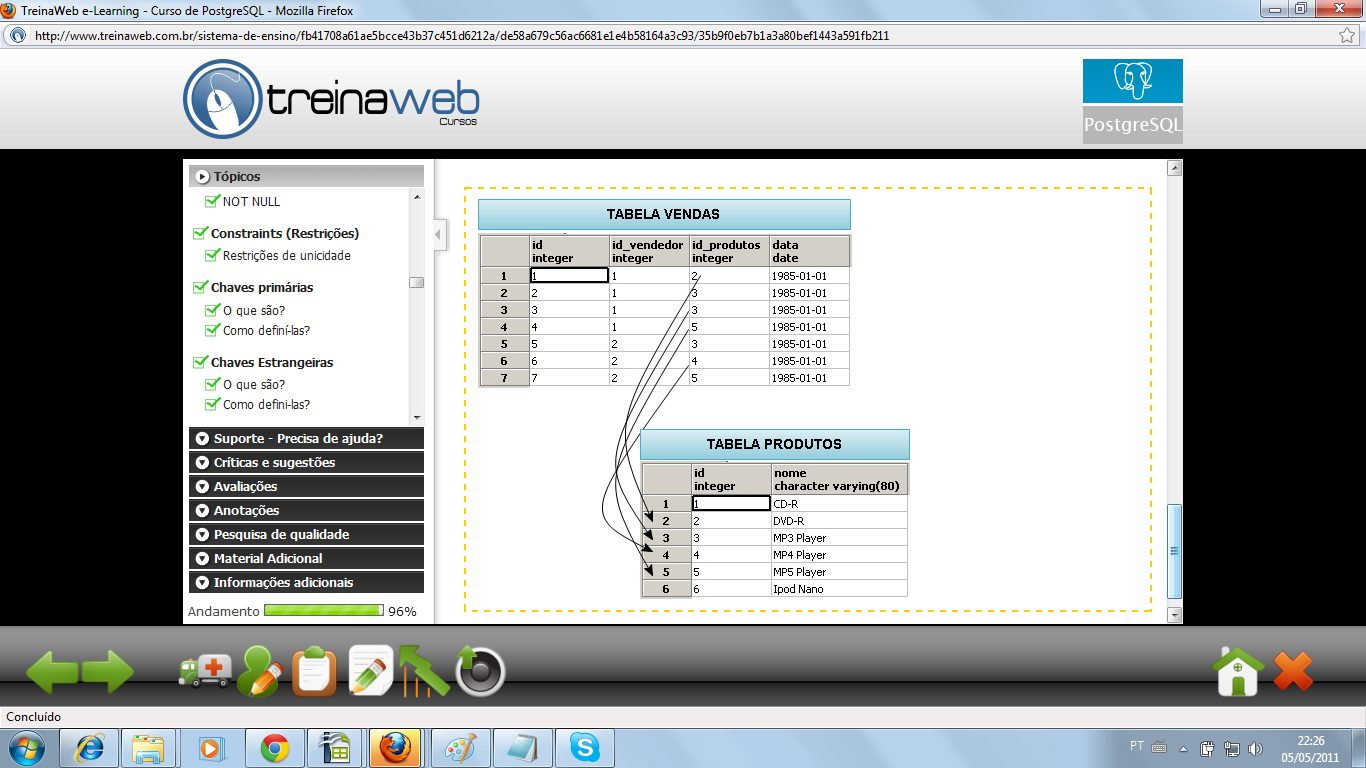 TreinaWeb e-Learning - Curso de PostgreSQL - Mozilla Firefox
http://www.treinaweb.com.br/sistema-de-ensino/fb41708a61ae5bcce43b37c451d6212a/de58a679c56ac6681e1e4b58164a3c93/35b9f0eb7b1a3a80bef1443a591fb211
treinaweb
Cursos
PostgreSQL
Tópicos
NOT NULL
Constraints (Restrições)
Restrições de unicidade
Chaves primárias
O que são?
Como definí-las?
Chaves Estrangeiras
O que são?
Como defini-las?
Suporte - Precisa de ajuda?
Críticas e sugestões
Avaliações
Anotações
Pesquisa de qualidade
Material Adicional
Informações adicionais
Andamento 96%
TABELA VENDAS
id integer id_vendedor integer id_produtos integer data date
1 1 1 2 1985-01-01
2 2 1 3 1985-01-01
3 3 1 3 1985-01-01
4 4 1 5 1985-01-01
5 5 2 3 1985-01-01
6 6 2 4 1985-01-01
7 7 2 5 1985-01-01
TABELA PRODUTOS
id integer nome character varying(80)
1 1 CD-R
2 2 DVD-R
3 3 MP3 Player
4 4 MP4 Player
5 5 MP5 Player
6 6 Ipod Nano
Concluído
PT
22:26
05/05/2011